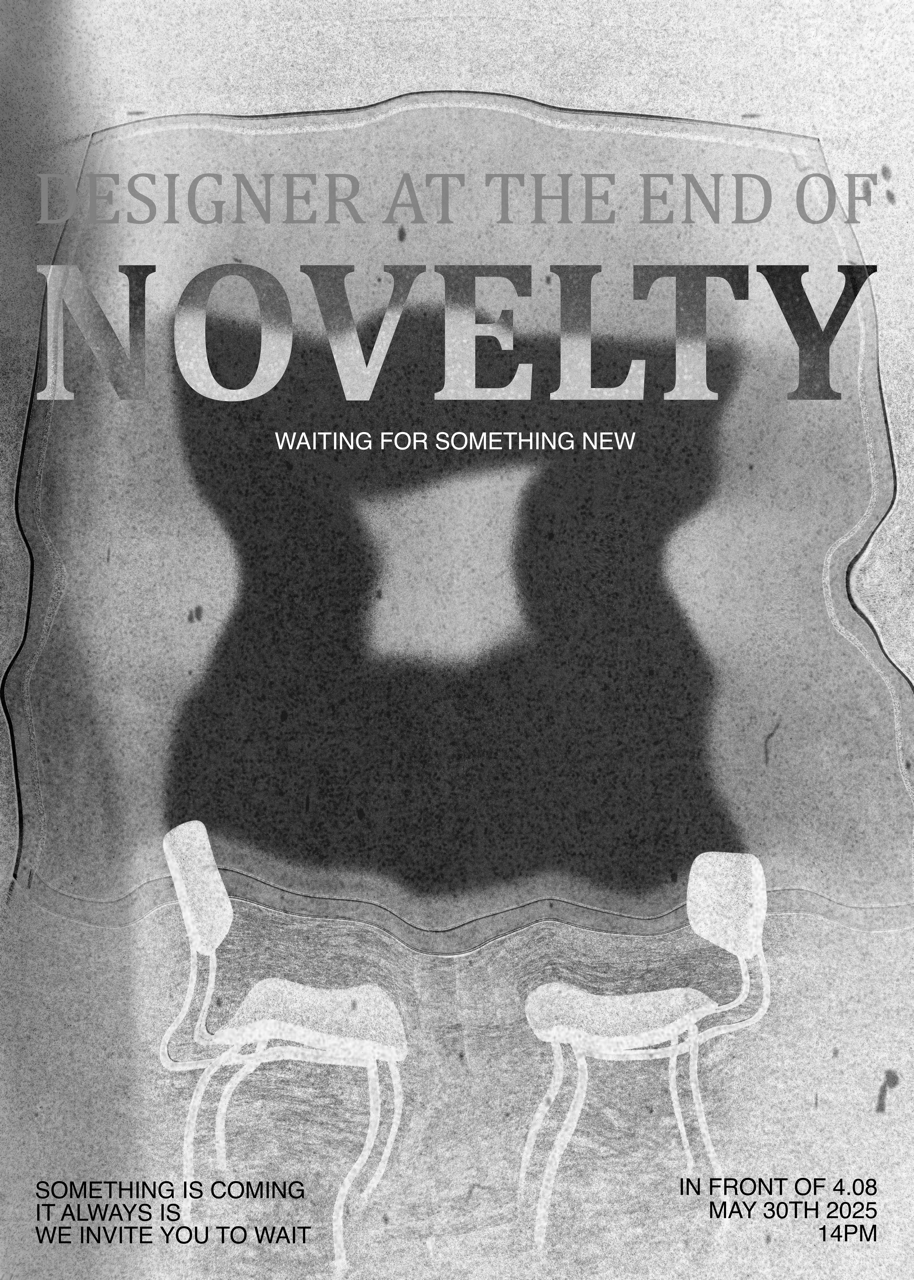 DESIGNER AT THE END OF
NOVELTY
WAITING FOR SOMETHING NEW
SOMETHING IS COMING
IT ALWAYS IS
WE INVITE YOU TO WAIT
IN FRONT OF 4.08
MAY 30TH 2025
14PM